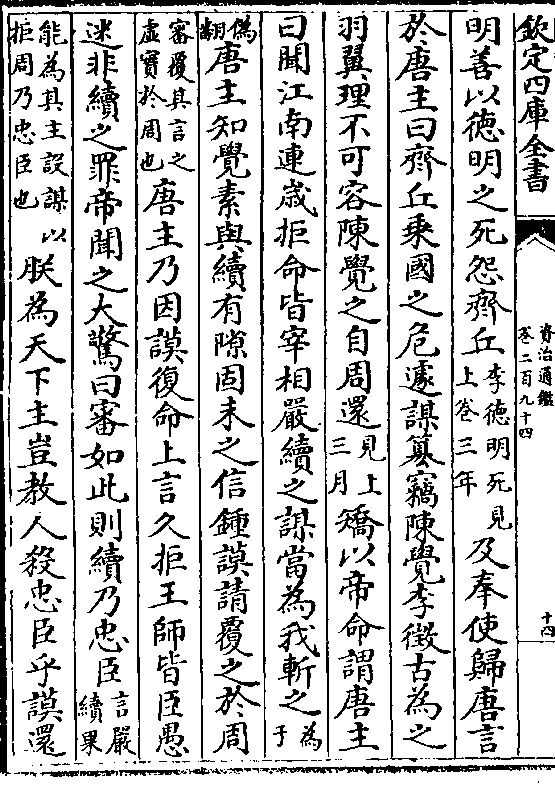 欽定四庫全書
資治通鑑
卷二百九十四
十四
明善以德明之死怨齊丘李德明死見上卷三年及奉使歸唐言
於唐主曰齊丘乗國之危遽謀簒竊陳覺李徵古為之
羽翼理不可容陳覺之自周還見上三月矯以帝命謂唐主
曰聞江南連歲拒命皆宰相嚴續之謀當為我斬之為于
偽翻唐主知覺素與續有隙固未之信鍾謨請覆之於周
審覆其言之虛實於周也唐主乃因謨復命上言久拒王師皆臣愚
迷非續之罪帝聞之大驚曰審如此則續乃忠臣言嚴續果
能為其主設謀以拒周乃忠臣也朕為天下主豈教人殺忠臣乎謨還